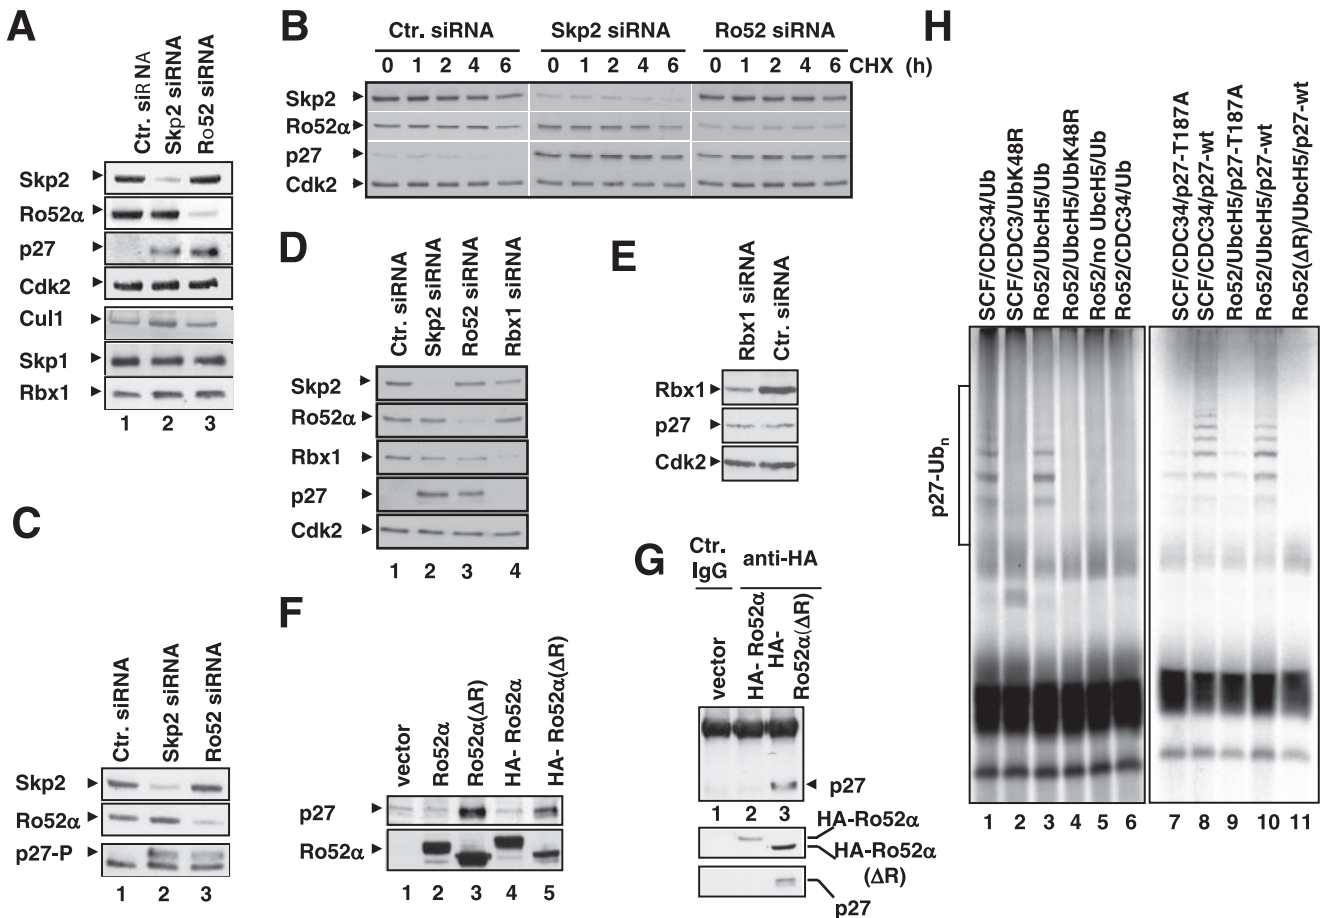 A
Ctr. siRNA
Skp2 siRNA
Ro52 siRNA
Skp2
Ro52α
p27
Cdk2
Cul1
Skp1
Rbx1
1 2 3
B
Ctr. siRNA Skp2 siRNA Ro52 siRNA
0 1 2 4 6 0 1 2 4 6 0 1 2 4 6 CHX (h)
Skp2
Ro52α
p27
Cdk2
C
Ctr. siRNA
Skp2 siRNA
Ro52 siRNA
Skp2
Ro52α
p27-P
1 2 3
D
Ctr. siRNA
Skp2 siRNA
Ro52 siRNA
Rbx1 siRNA
Skp2
Ro52α
Rbx1
p27
Cdk2
1 2 3 4
E
Rbx1 siRNA
Ctr. siRNA
Rbx1
p27
Cdk2
F
vector
Ro52α
Ro52α(ΔR)
HA- Ro52α
HA- Ro52α(ΔR)
p27
Ro52α
1 2 3 4 5
G
Ctr.
IgG
anti-HA
vector
HA- Ro52α
HA-
Ro52α(ΔR)
p27
1 2 3
HA-Ro52α
HA-Ro52α
(ΔR)
p27
H
SCF/CDC34/Ub
SCF/CDC3/UbK48R
Ro52/UbcH5/Ub
Ro52/UbcH5/UbK48R
Ro52/no UbcH5/Ub
Ro52/CDC34/Ub
SCF/CDC34/p27-T187A
SCF/CDC34/p27-wt
Ro52/UbcH5/p27-T187A
Ro52/UbcH5/p27-wt
Ro52(ΔR)/UbcH5/p27-wt
p27-Ubn
1 2 3 4 5 6 7 8 9 10 11